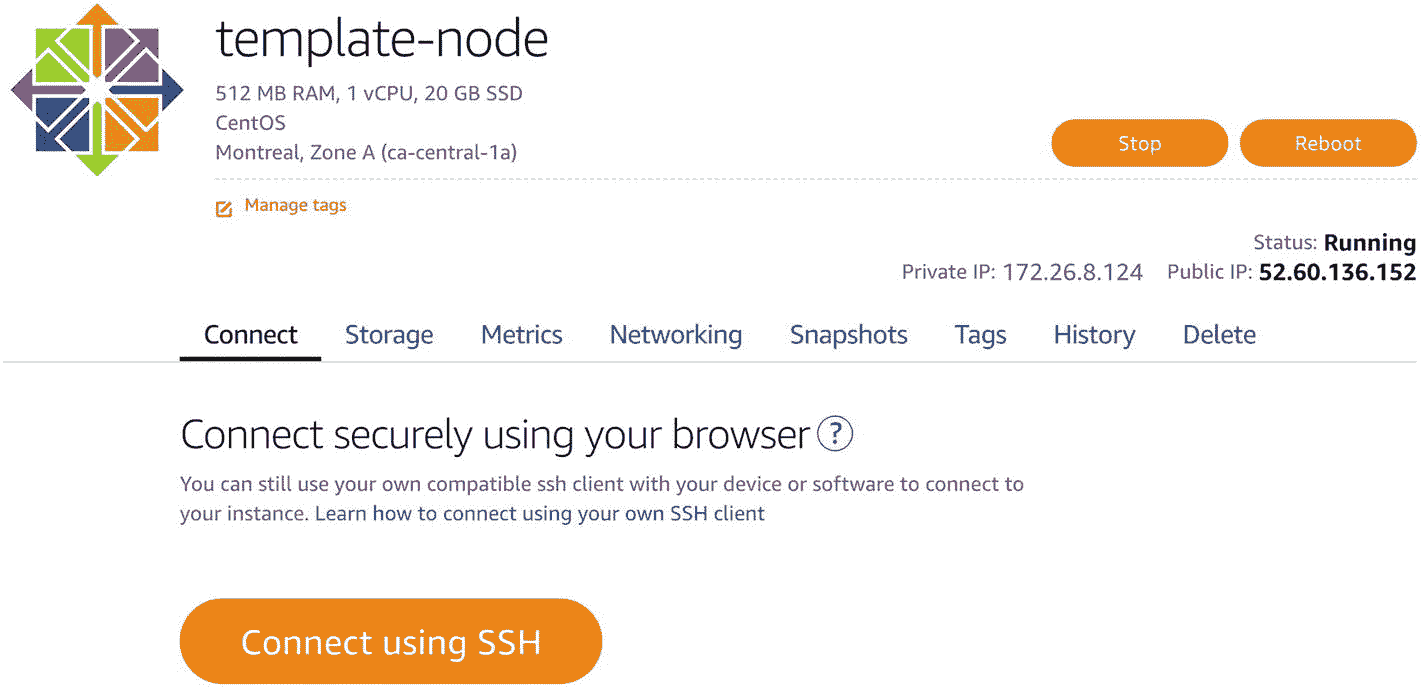 template-node
512 MB RAM, 1 vCPU, 20 GB SSD
CentOS
Montreal, Zone A (ca-central-1a)
Stop
Reboot
Manage tags
Status: Running
Private IP: 172.26.8.124 Public IP: 52.60.136.152
Connect Storage Metrics Networking Snapshots Tags History Delete
Connect securely using your browser ?
You can still use your own compatible ssh client with your device or software to connect to
your instance. Learn how to connect using your own SSH client
Connect using SSH